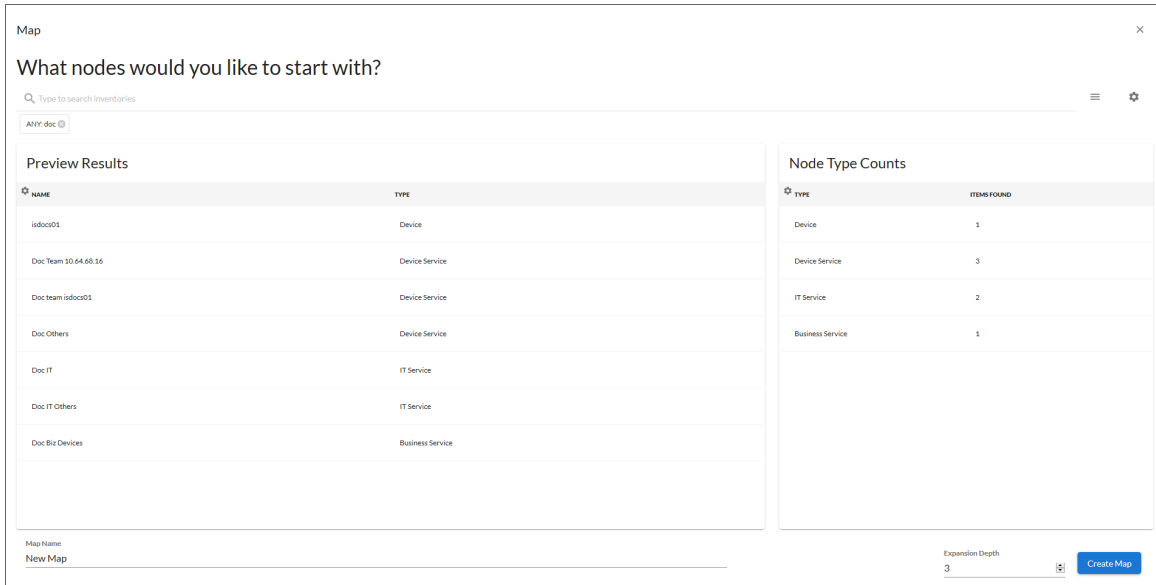 Map
What nodes would you like to start with?
Type to search inventories
ANY: doc
Preview Results
NAME TYPE
isdocs01 Device
Doc Team 10.64.68.16 Device Service
Doc team isdocs01 Device Service
Doc Others Device Service
Doc IT IT Service
Doc IT Others IT Service
Doc Biz Devices Business Service
Node Type Counts
TYPE ITEMS FOUND
Device 1
Device Service 3
IT Service 2
Business Service 1
Map Name
New Map
Expansion Depth
3
Create Map